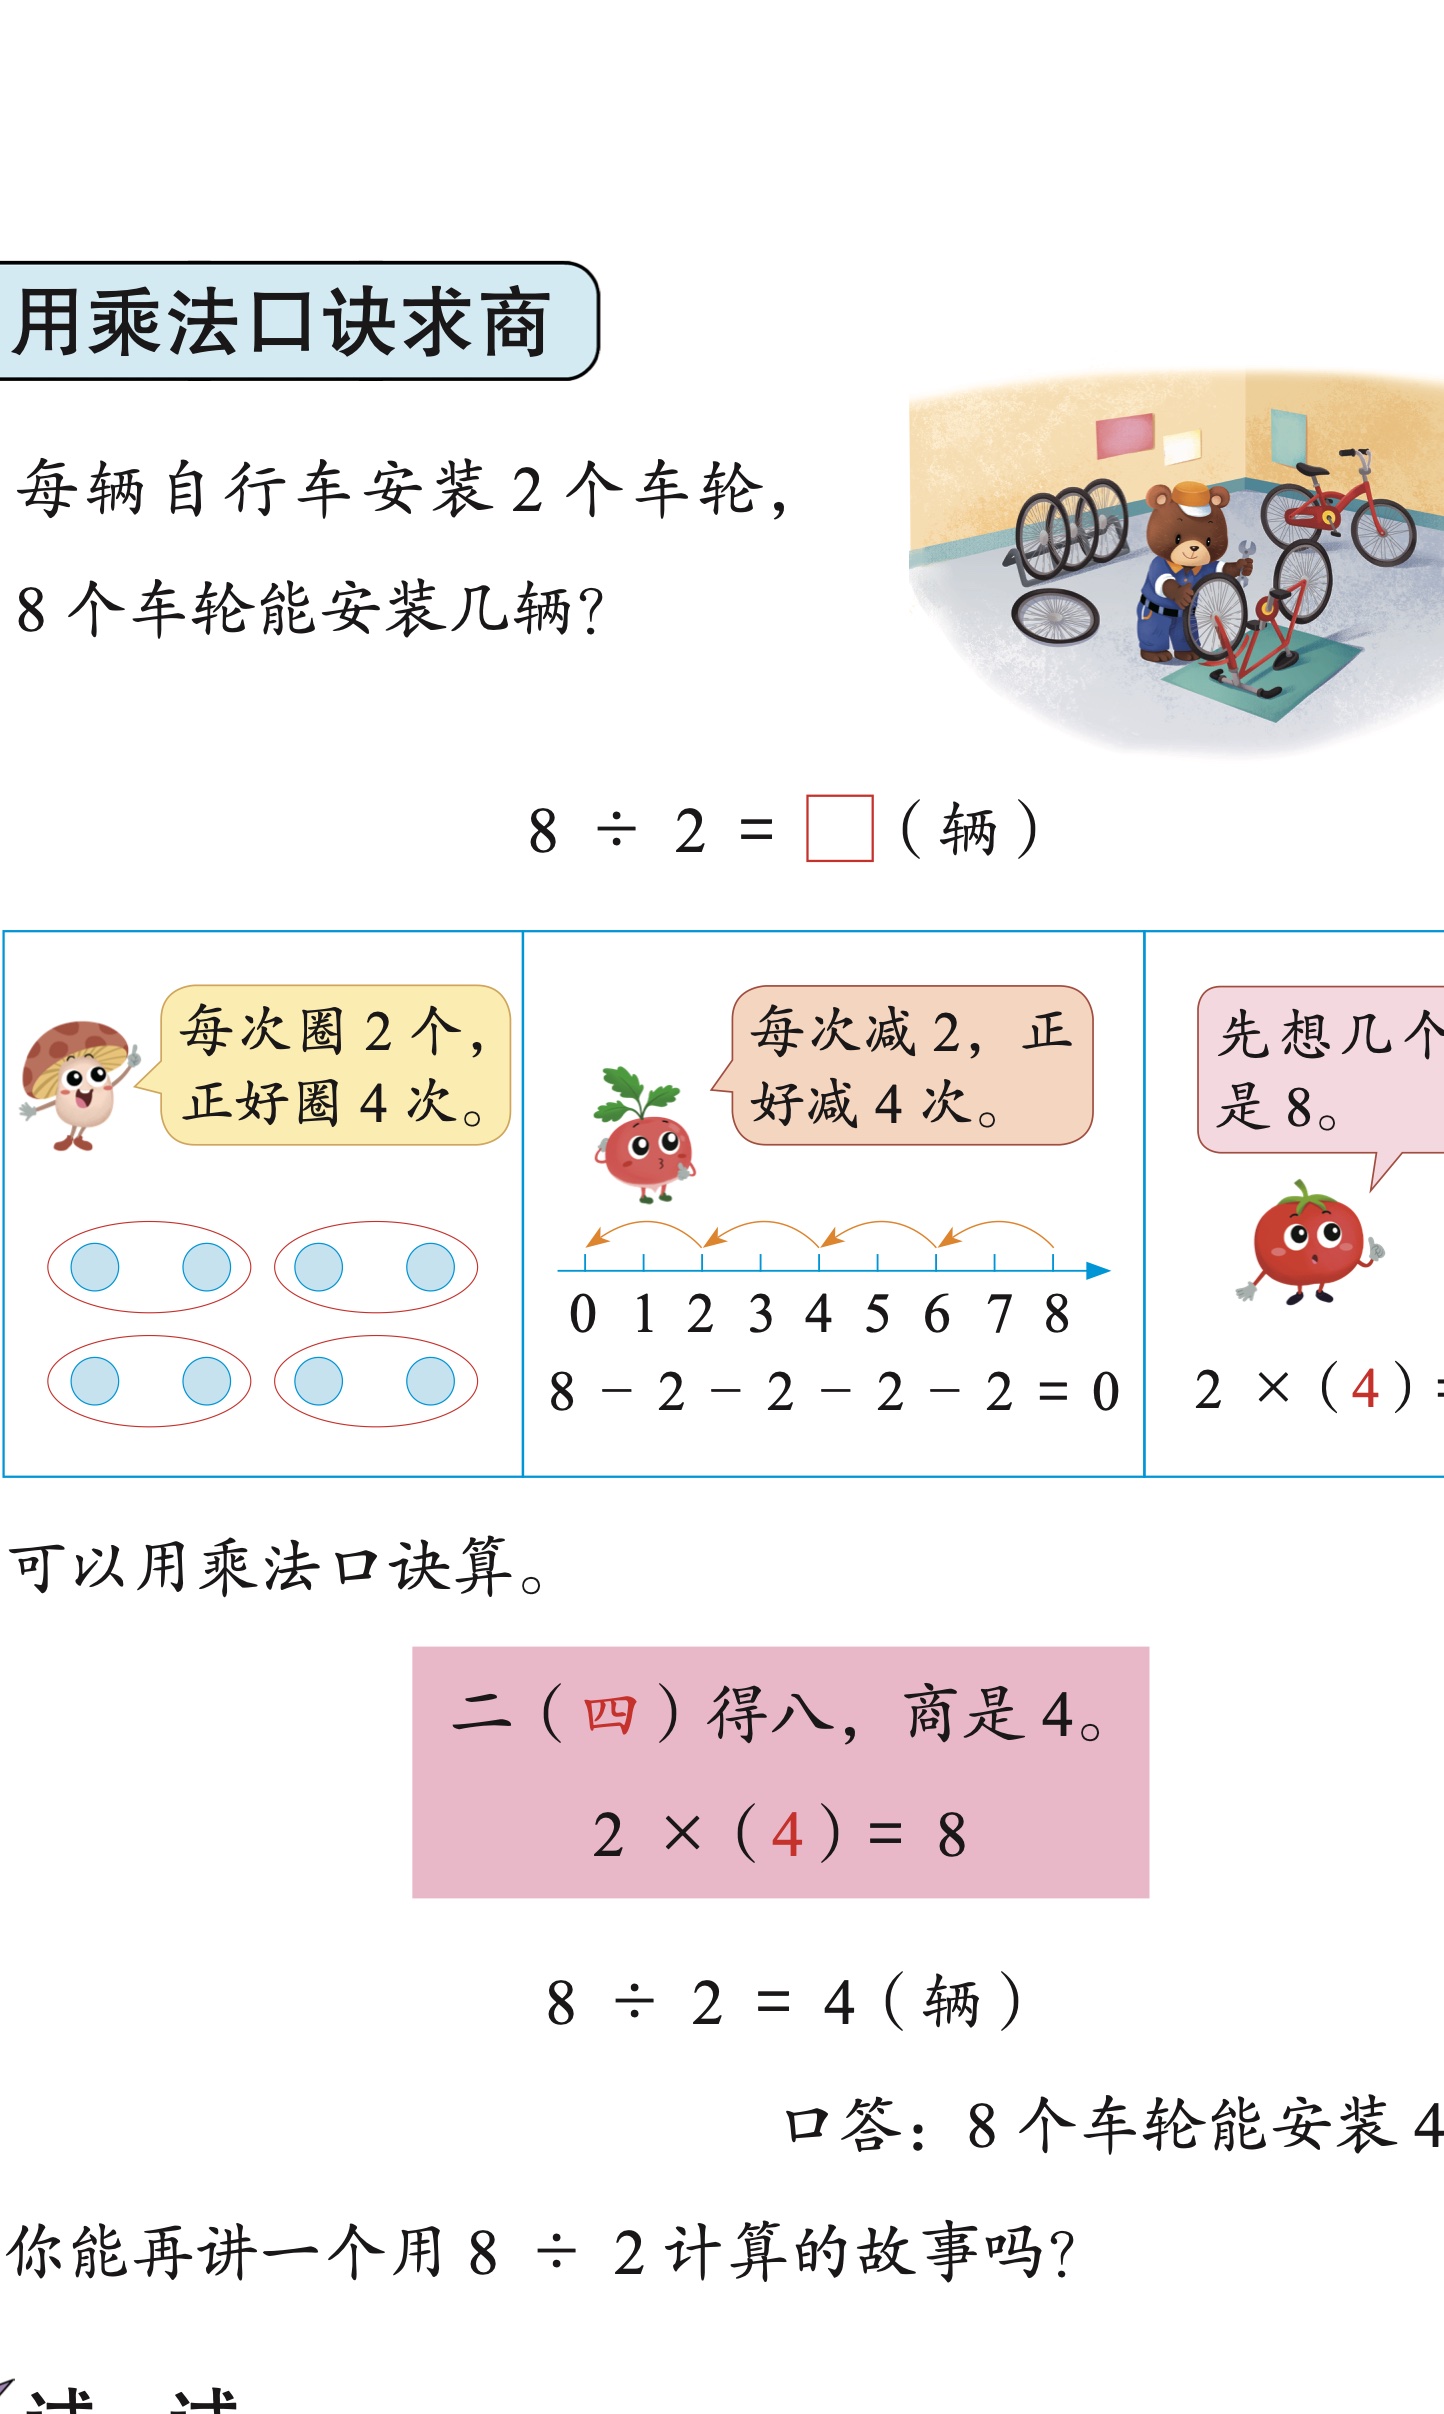 用乘法口诀求商
每辆自行车安装 2 个车轮，
8 个车轮能安装几辆？
8 ÷ 2 = □（辆）
每次圈 2 个，
正好圈 4 次。
每次减 2，正
好减 4 次。
0 1 2 3 4 5 6 7 8
8 － 2 － 2 － 2 － 2 = 0
先想几个
是 8。
2 ×（4）=
可以用乘法口诀算。
二（四）得八，商是 4。
2 ×（4）= 8
8 ÷ 2 = 4（辆）
口答：8 个车轮能安装 4
你能再讲一个用 8 ÷ 2 计算的故事吗？